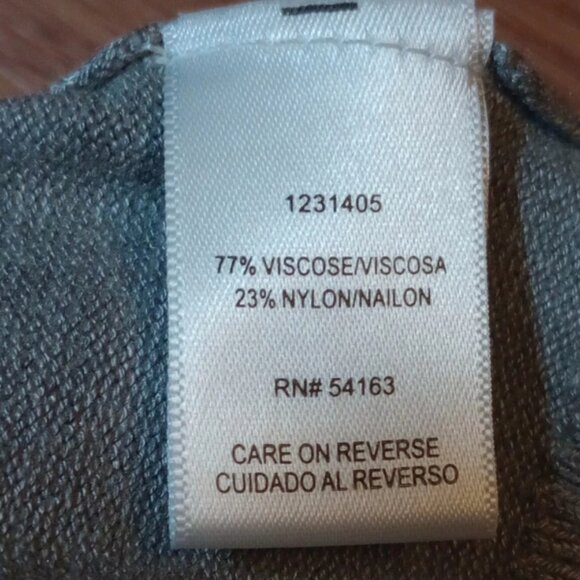 1231405
77% VISCOSE/VISCOSA
23% NYLON/NAILON
RN# 54163
CARE ON REVERSE
CUIDADO AL REVERSO